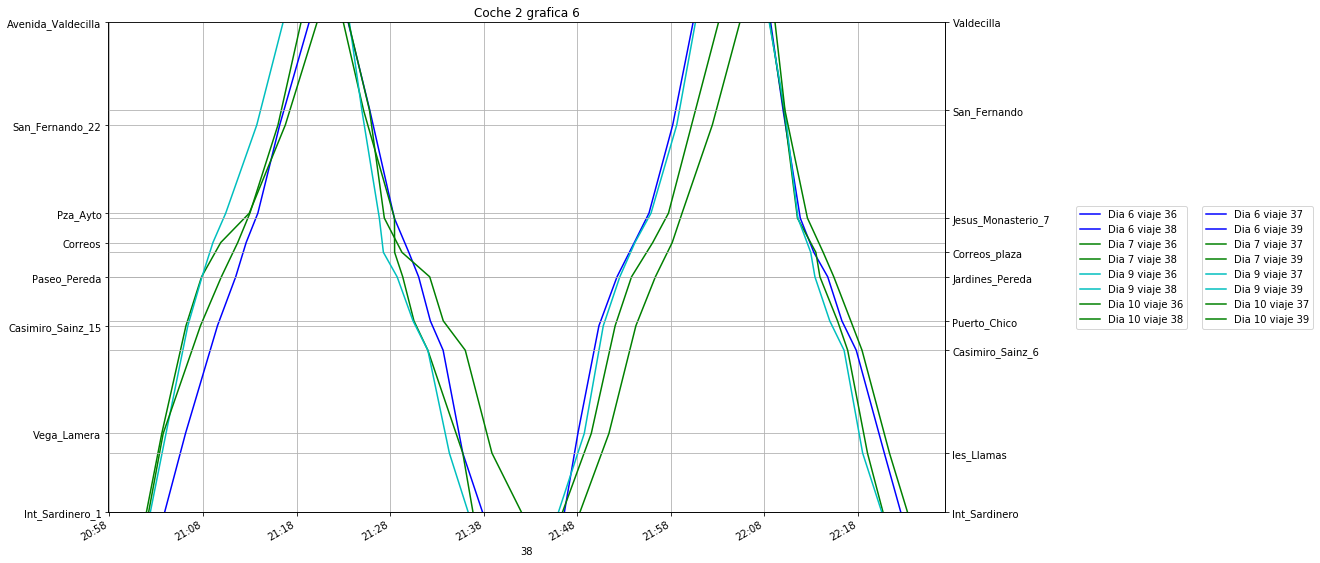 Coche 2 grafica 6
Avenida_Valdecilla
San_Fernando_22
Pza_Ayto
Correos
Paseo_Pereda
Casimiro_Sainz_15
Vega_Lamera
Int_Sardinero_1
Valdecilla
San_Fernando
Jesus_Monasterio_7
Correos_plaza
Jardines_Pereda
Puerto_Chico
Casimiro_Sainz_6
Ies_Llamas
Int_Sardinero
20:58
21:08
21:18
21:28
21:38
21:48
21:58
22:08
22:18
38
Dia 6 viaje 36
Dia 6 viaje 38
Dia 7 viaje 36
Dia 7 viaje 38
Dia 9 viaje 36
Dia 9 viaje 38
Dia 10 viaje 36
Dia 10 viaje 38
Dia 6 viaje 37
Dia 6 viaje 39
Dia 7 viaje 37
Dia 7 viaje 39
Dia 9 viaje 37
Dia 9 viaje 39
Dia 10 viaje 37
Dia 10 viaje 39